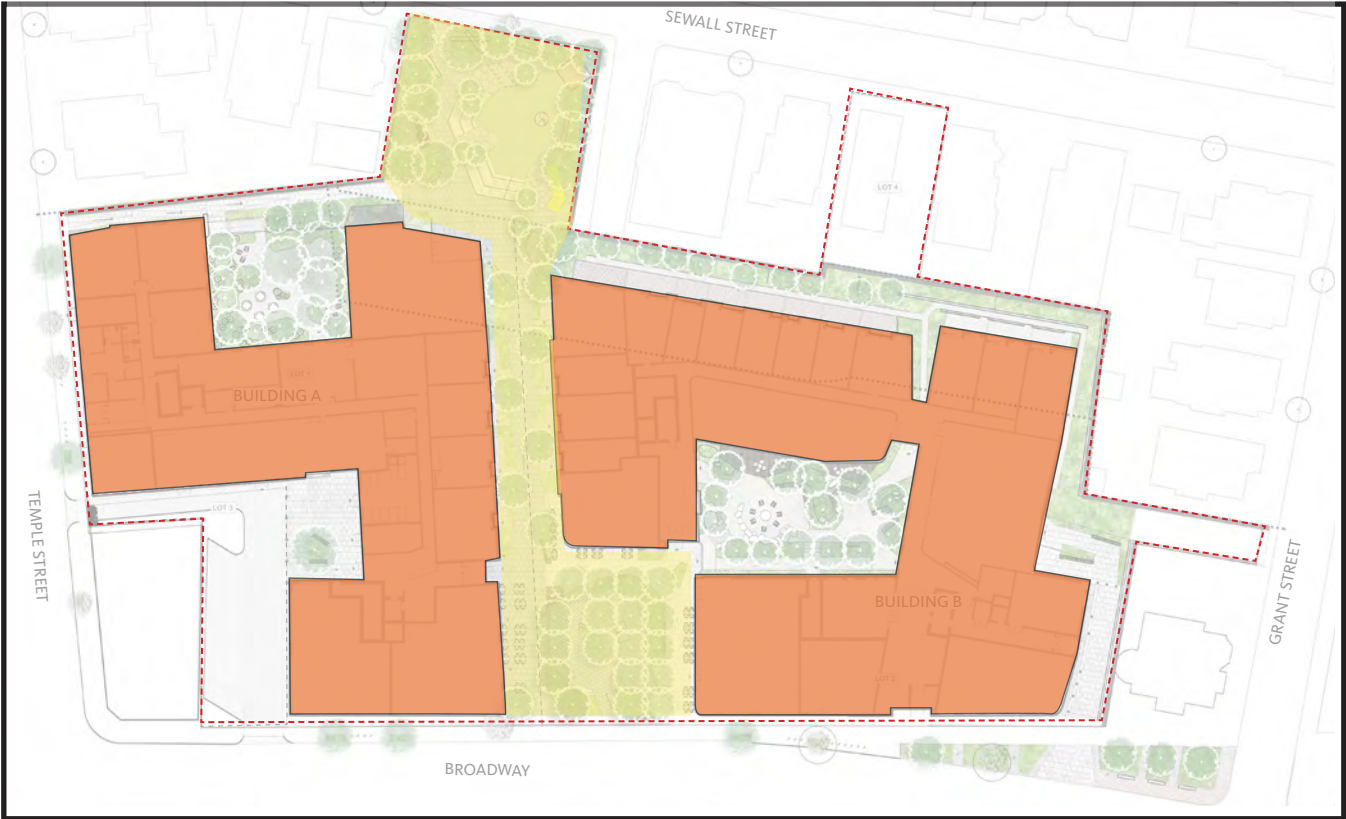 SEWALL STREET
LOT 4
BUILDING A
LOT 3
TEMPLE STREET
GRANT STREET
BUILDING B
LOT 2
BROADWAY